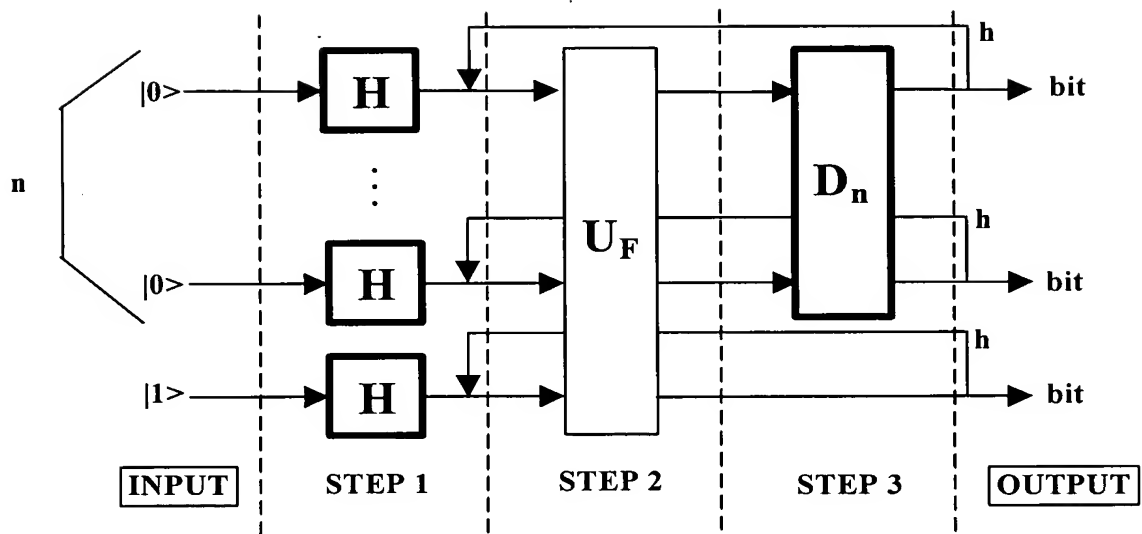 h
|0> H bit
n
⋮
U_F D_n
h
|0> H bit
h
|1> H bit
INPUT STEP 1 STEP 2 STEP 3 OUTPUT